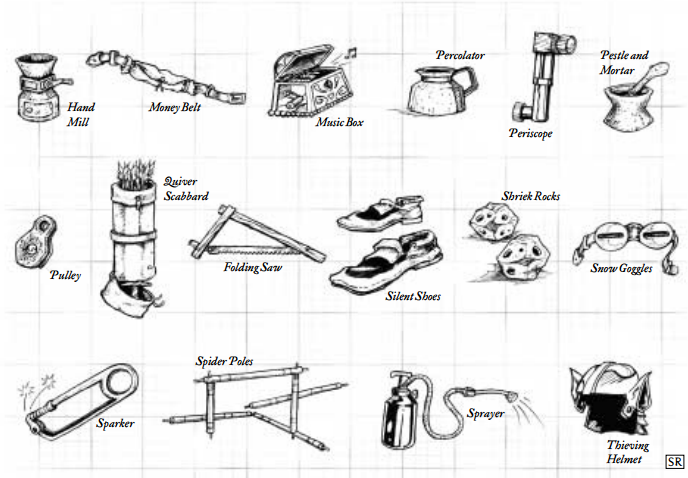 Hand
Mill
Money Belt
Music Box
Percolator
Periscope
Pestle and
Mortar
Pulley
Quiver
Scabbard
Folding Saw
Silent Shoes
Shriek Rocks
Snow Goggles
Sparker
Spider Poles
Sprayer
Thieving
Helmet
SR